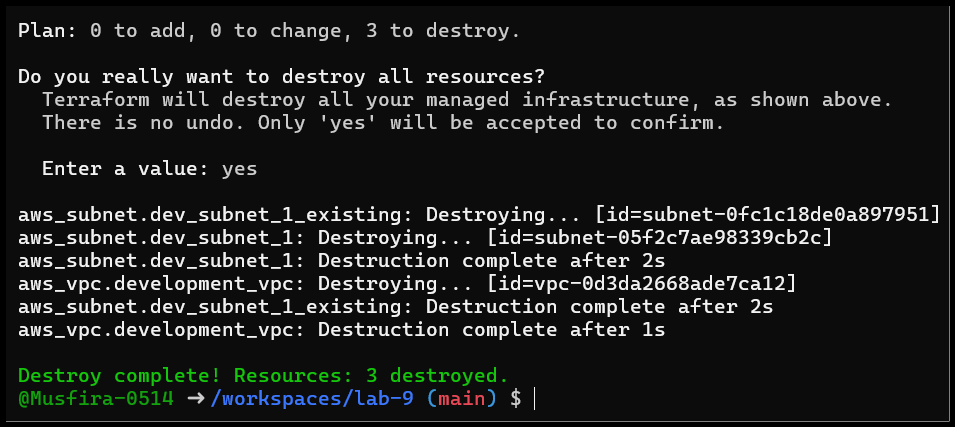 Plan: 0 to add, 0 to change, 3 to destroy.
Do you really want to destroy all resources?
Terraform will destroy all your managed infrastructure, as shown above.
There is no undo. Only 'yes' will be accepted to confirm.
Enter a value: yes
aws_subnet.dev_subnet_1_existing: Destroying... [id=subnet-0fc1c18de0a897951]
aws_subnet.dev_subnet_1: Destroying... [id=subnet-05f2c7ae98339cb2c]
aws_subnet.dev_subnet_1: Destruction complete after 2s
aws_vpc.development_vpc: Destroying... [id=vpc-0d3da2668ade7ca12]
aws_subnet.dev_subnet_1_existing: Destruction complete after 2s
aws_vpc.development_vpc: Destruction complete after 1s
Destroy complete! Resources: 3 destroyed.
@Musfira-0514 ➜ /workspaces/lab-9 (main) $